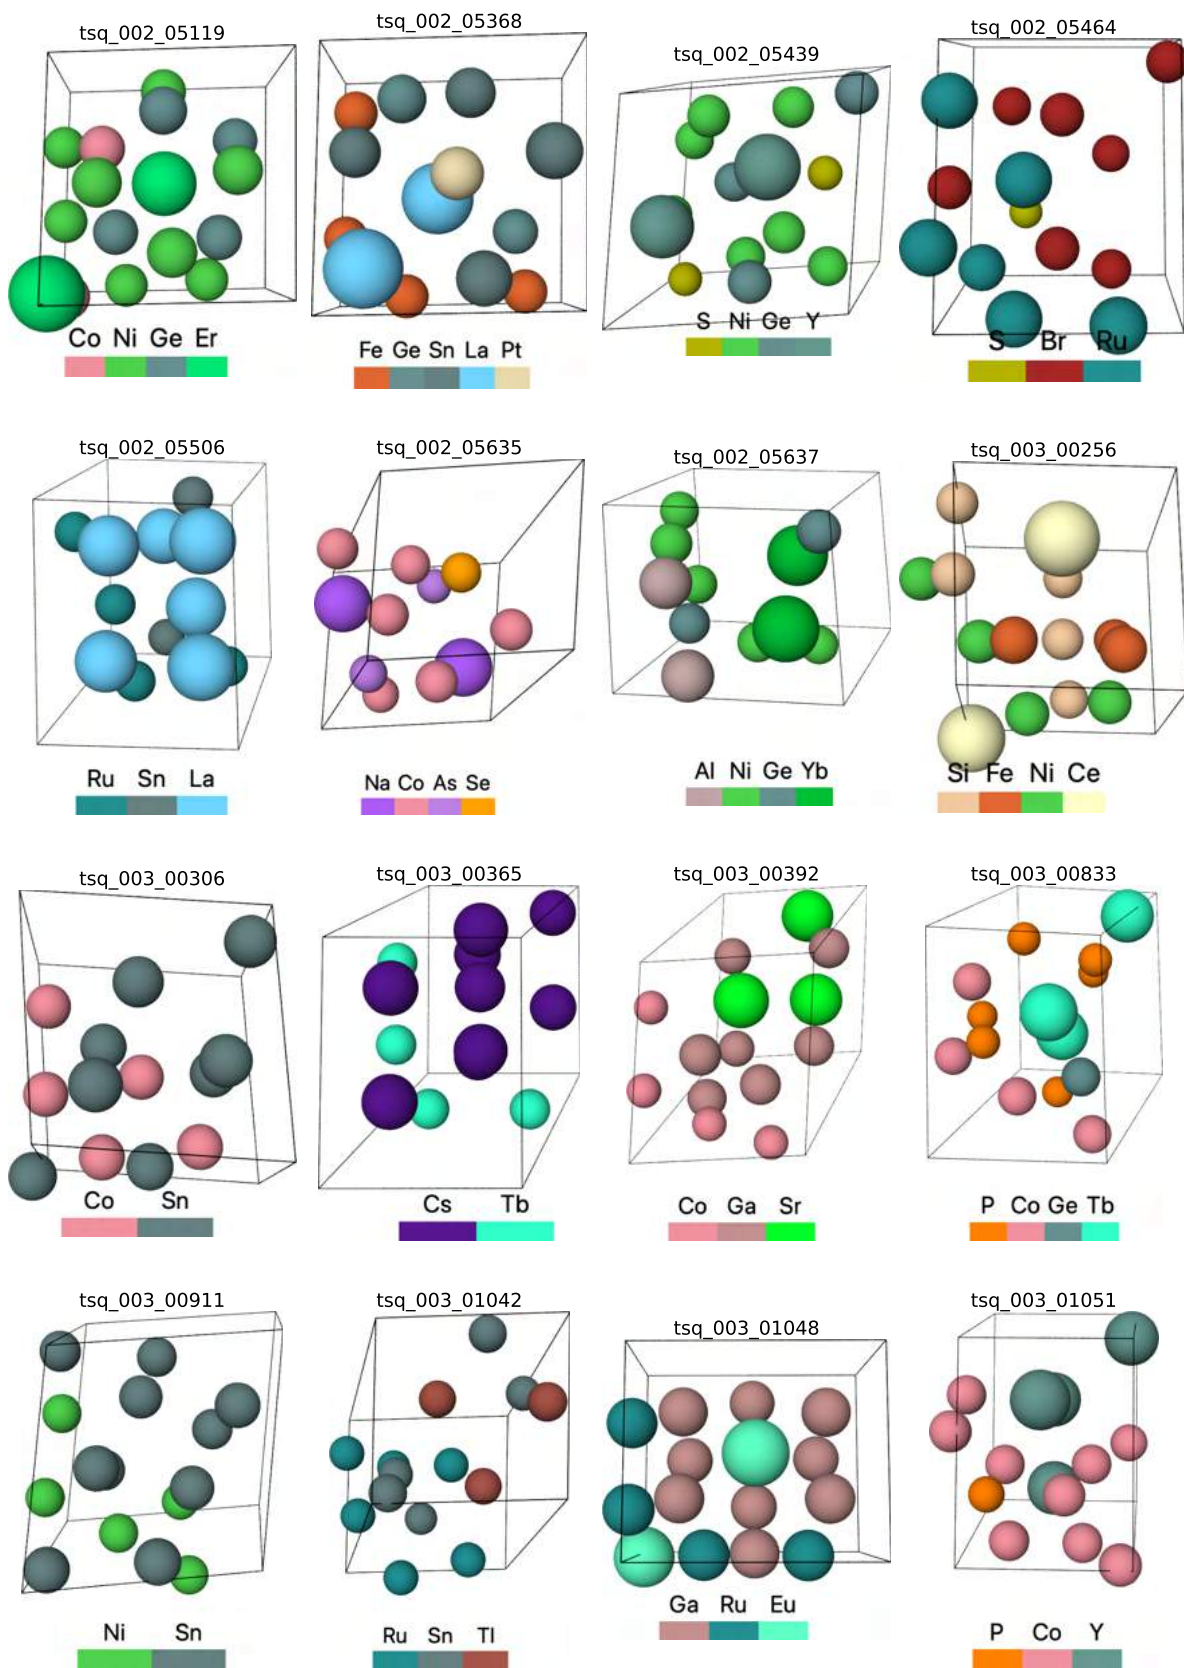 tsq_002_05119 tsq_002_05368 tsq_002_05439 tsq_002_05464
Co Ni Ge Er
Fe Ge Sn La Pt
S Ni Ge Y
S Br Ru
tsq_002_05506 tsq_002_05635 tsq_002_05637 tsq_003_00256
Ru Sn La
Na Co As Se
Al Ni Ge Yb
Si Fe Ni Ce
tsq_003_00306 tsq_003_00365 tsq_003_00392 tsq_003_00833
Co Sn
Cs Tb
Co Ga Sr
P Co Ge Tb
tsq_003_00911 tsq_003_01042 tsq_003_01048 tsq_003_01051
Ni Sn
Ru Sn Tl
Ga Ru Eu
P Co Y